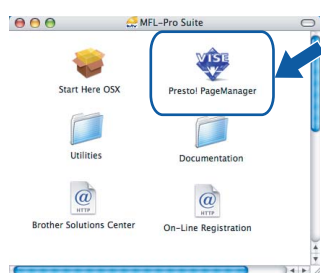 MFL-Pro Suite
VISE
Start Here OSX
Presto! PageManager
Utilities
Documentation
@
HTTP
@
HTTP
Brother Solutions Center
On-Line Registration